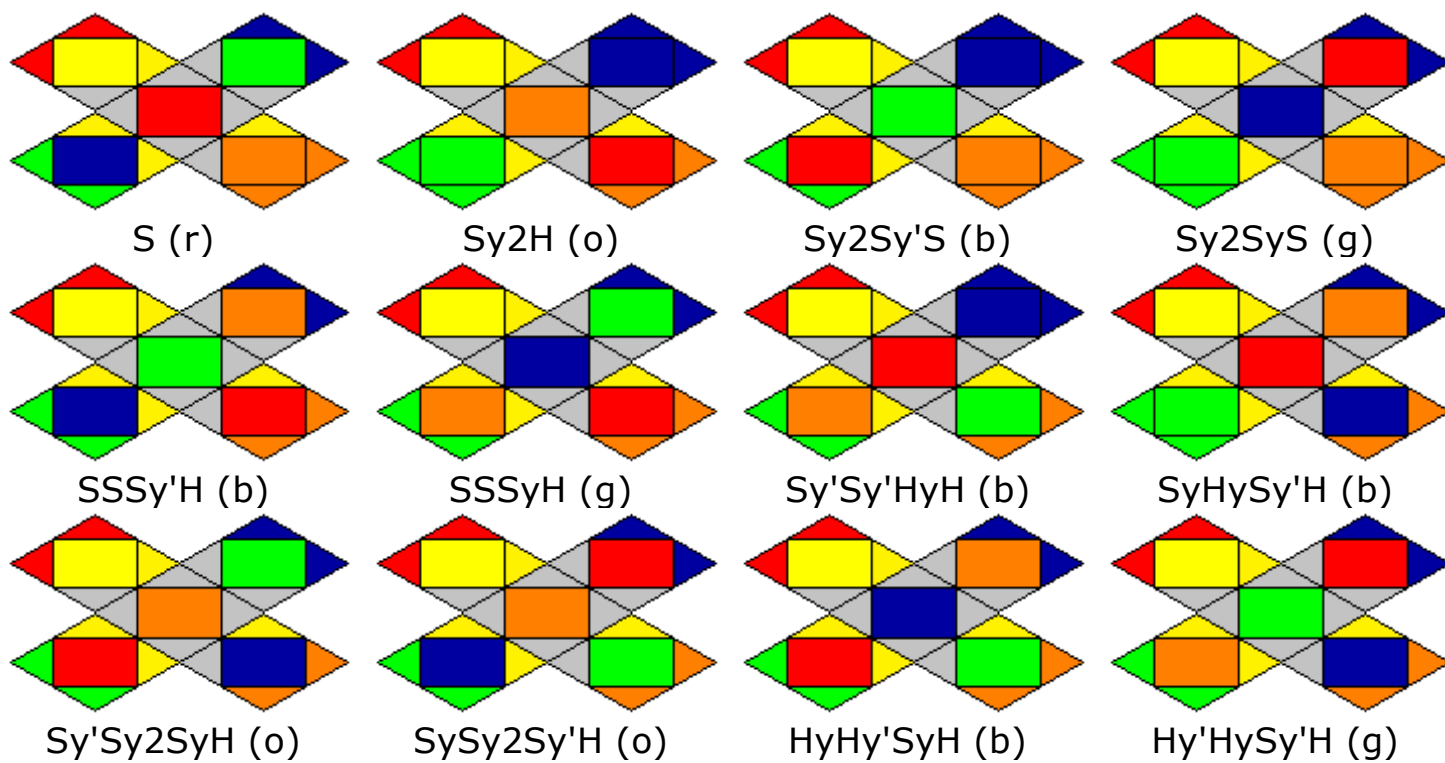 S (r) Sy2H (o) Sy2Sy'S (b) Sy2SyS (g)
SSSy'H (b) SSSyH (g) Sy'Sy'HyH (b) SyHySy'H (b)
Sy'Sy2SyH (o) SySy2Sy'H (o) HyHy'SyH (b) Hy'HySy'H (g)